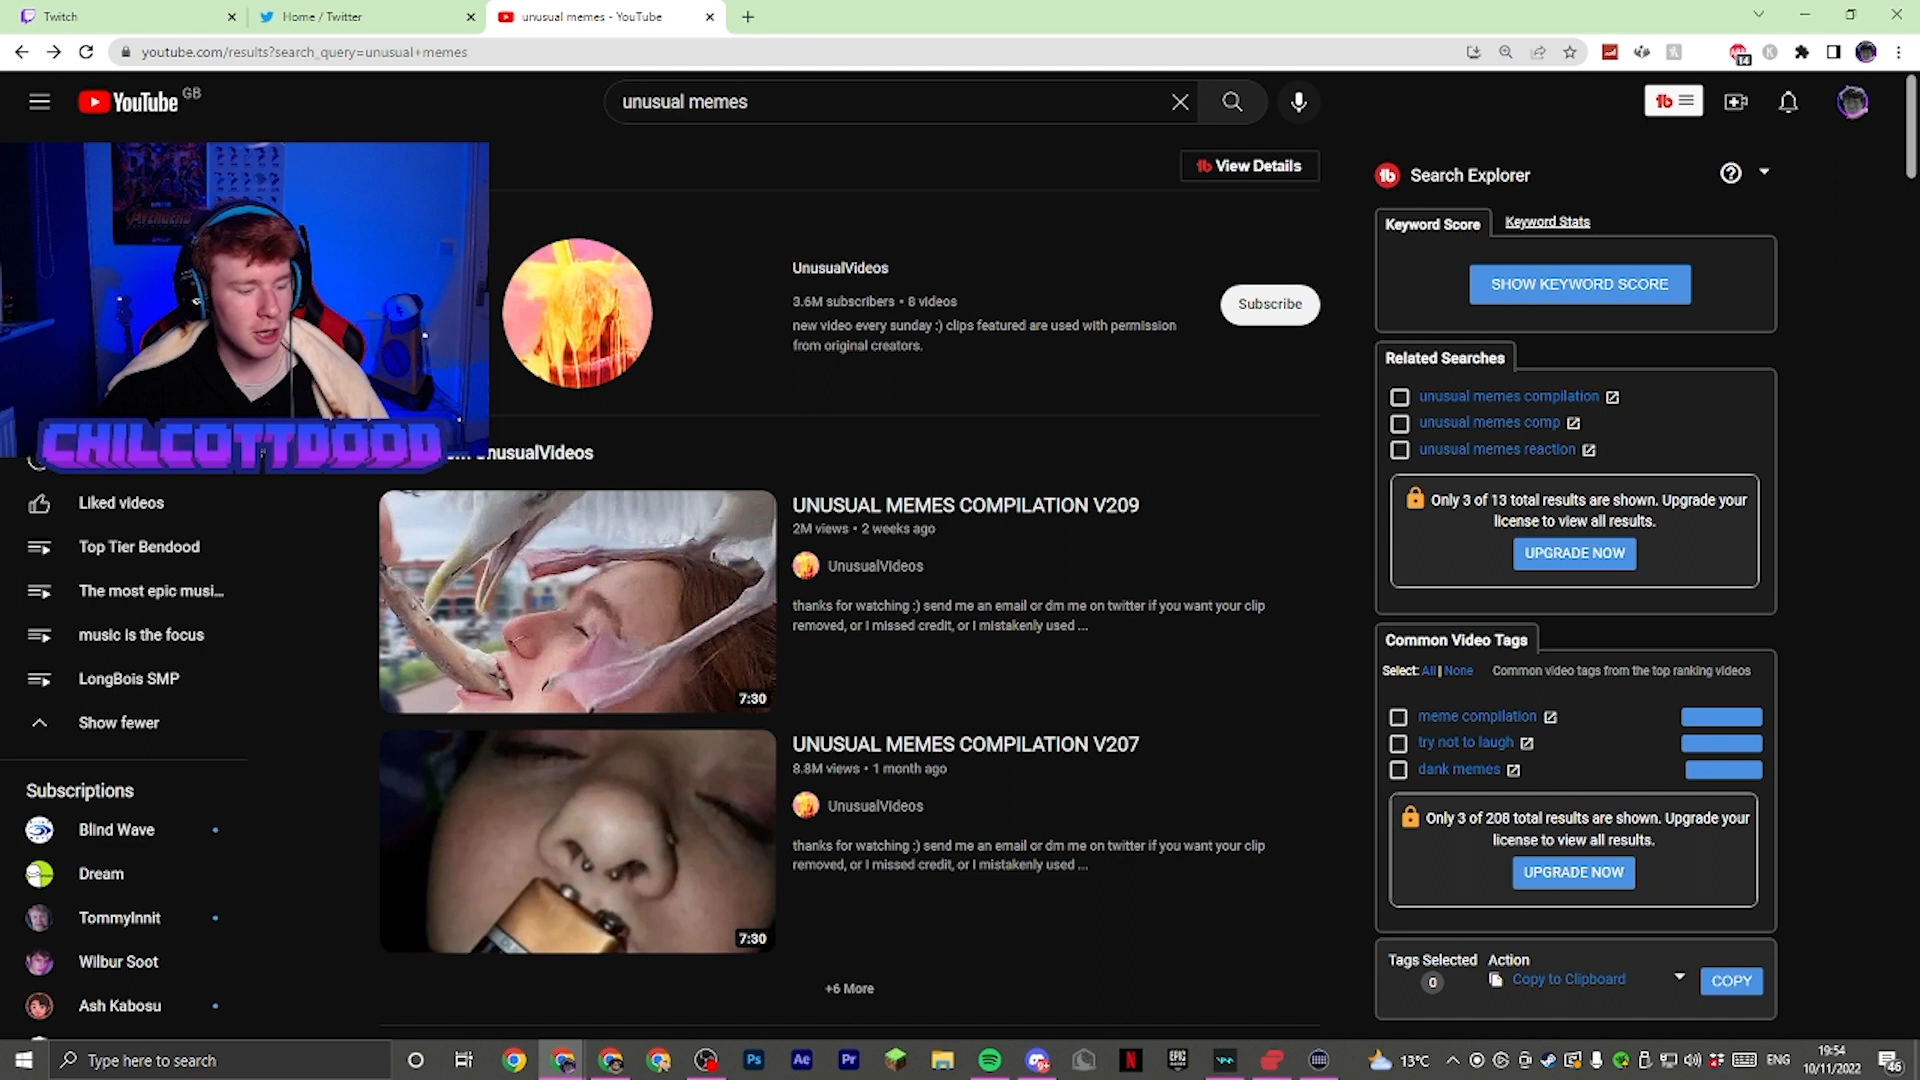 Twitch
Home / Twitter
unusual memes - YouTube
youtube.com/results?search_query=unusual+memes
14
YouTube GB
unusual memes
View Details
Search Explorer
AVENGERS
Keyword Score
Keyword Stats
SHOW KEYWORD SCORE
UnusualVideos
3.6M subscribers • 8 videos
new video every sunday :) clips featured are used with permission
from original creators.
Subscribe
Related Searches
unusual memes compilation
unusual memes comp
unusual memes reaction
Only 3 of 13 total results are shown. Upgrade your
license to view all results.
UPGRADE NOW
CHILCOTTDOOD
UnusualVideos
Liked videos
Top Tier Bendood
The most epic musi...
music is the focus
LongBois SMP
Show fewer
UNUSUAL MEMES COMPILATION V209
2M views • 2 weeks ago
UnusualVideos
thanks for watching :) send me an email or dm me on twitter if you want your clip
removed, or I missed credit, or I mistakenly used ...
7:30
UNUSUAL MEMES COMPILATION V207
8.8M views • 1 month ago
UnusualVideos
thanks for watching :) send me an email or dm me on twitter if you want your clip
removed, or I missed credit, or I mistakenly used ...
7:30
+6 More
Common Video Tags
Select: All | None
Common video tags from the top ranking videos
meme compilation
try not to laugh
dank memes
Only 3 of 208 total results are shown. Upgrade your
license to view all results.
UPGRADE NOW
Subscriptions
Blind Wave
Dream
TommyInnit
Wilbur Soot
Ash Kabosu
Tags Selected
0
Action
Copy to Clipboard
COPY
Type here to search
Ps
Ae
Pr
N
EPIC
13°C
ENG
19:54
10/11/2022
46